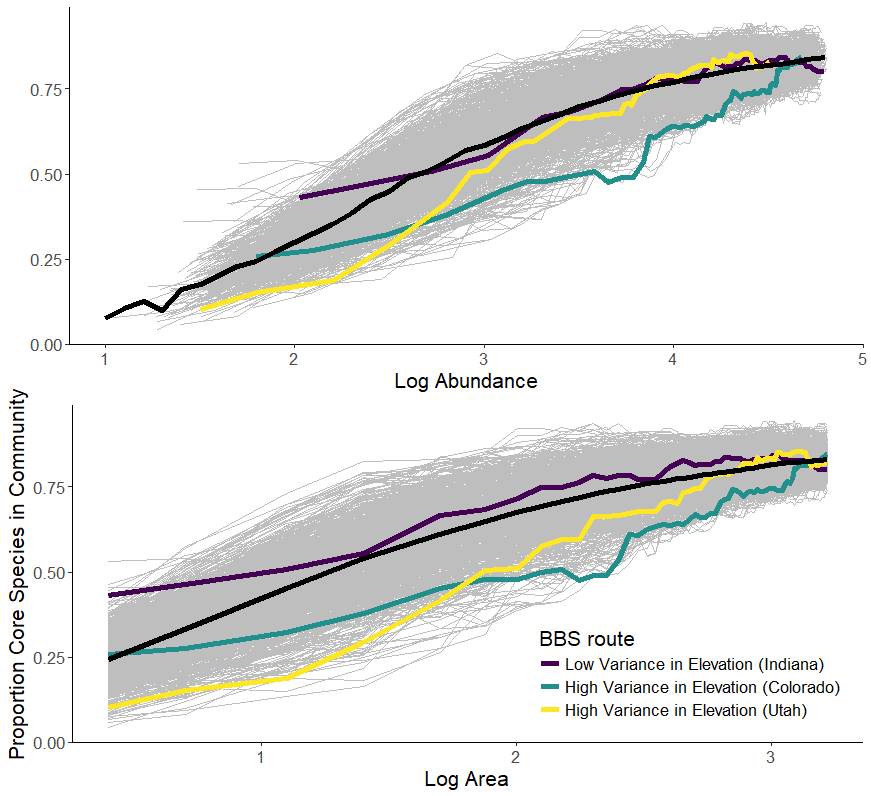 0.75
0.50
0.25
0.00
1 2 3 4 5
Log Abundance
Proportion Core Species in Community
0.75
0.50
0.25
0.00
BBS route
Low Variance in Elevation (Indiana)
High Variance in Elevation (Colorado)
High Variance in Elevation (Utah)
1 2 3
Log Area